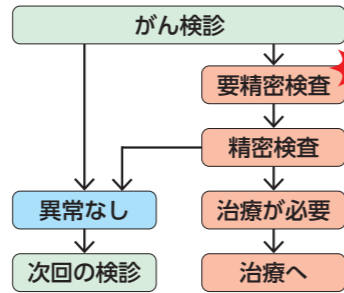 がん検診
要精密検査
精密検査
異常なし
治療が必要
次回の検診
治療へ